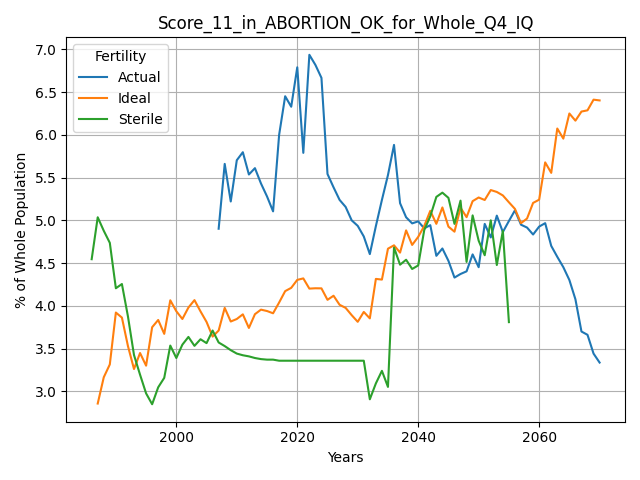 Score_11_in_ABORTION_OK_for_Whole_Q4_IQ
Fertility
Actual
Ideal
Sterile
% of Whole Population
7.0
6.5
6.0
5.5
5.0
4.5
4.0
3.5
3.0
2000
2020
2040
2060
Years